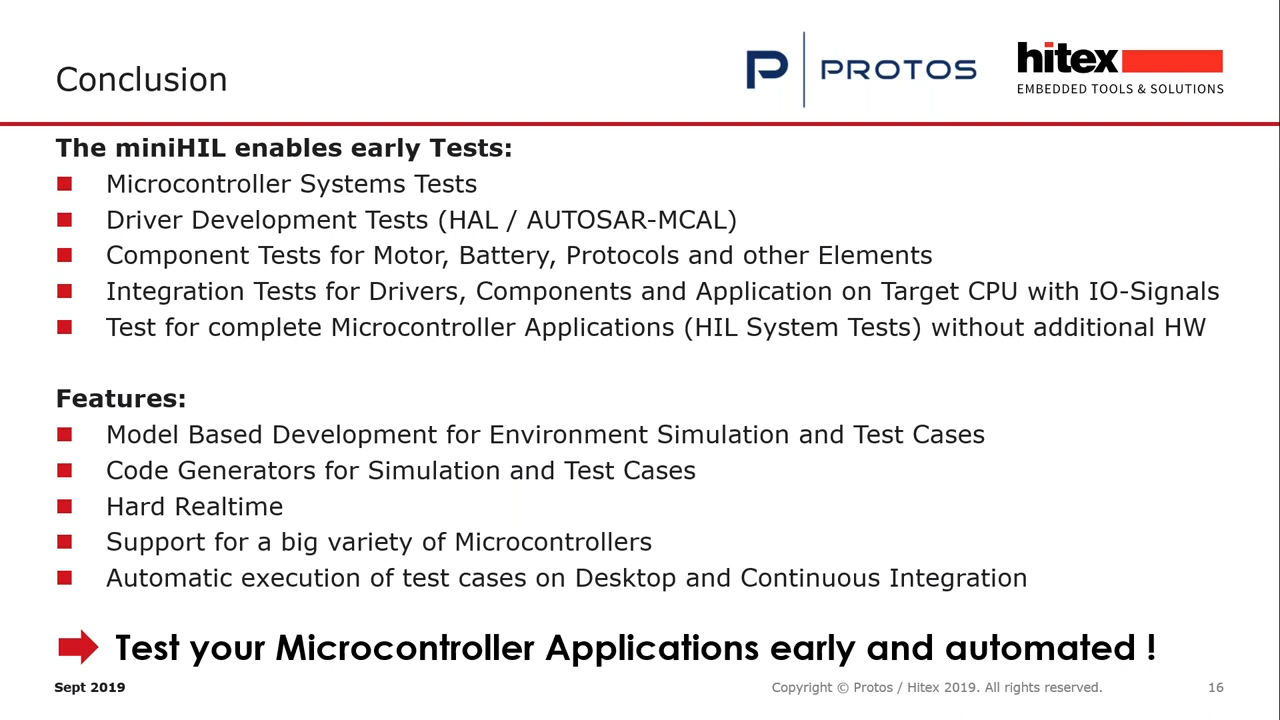 Conclusion
P PROTOS
hitex
EMBEDDED TOOLS & SOLUTIONS
The miniHIL enables early Tests:
Microcontroller Systems Tests
Driver Development Tests (HAL / AUTOSAR-MCAL)
Component Tests for Motor, Battery, Protocols and other Elements
Integration Tests for Drivers, Components and Application on Target CPU with IO-Signals
Test for complete Microcontroller Applications (HIL System Tests) without additional HW
Features:
Model Based Development for Environment Simulation and Test Cases
Code Generators for Simulation and Test Cases
Hard Realtime
Support for a big variety of Microcontrollers
Automatic execution of test cases on Desktop and Continuous Integration
Test your Microcontroller Applications early and automated !
Sept 2019
Copyright © Protos / Hitex 2019. All rights reserved.
16